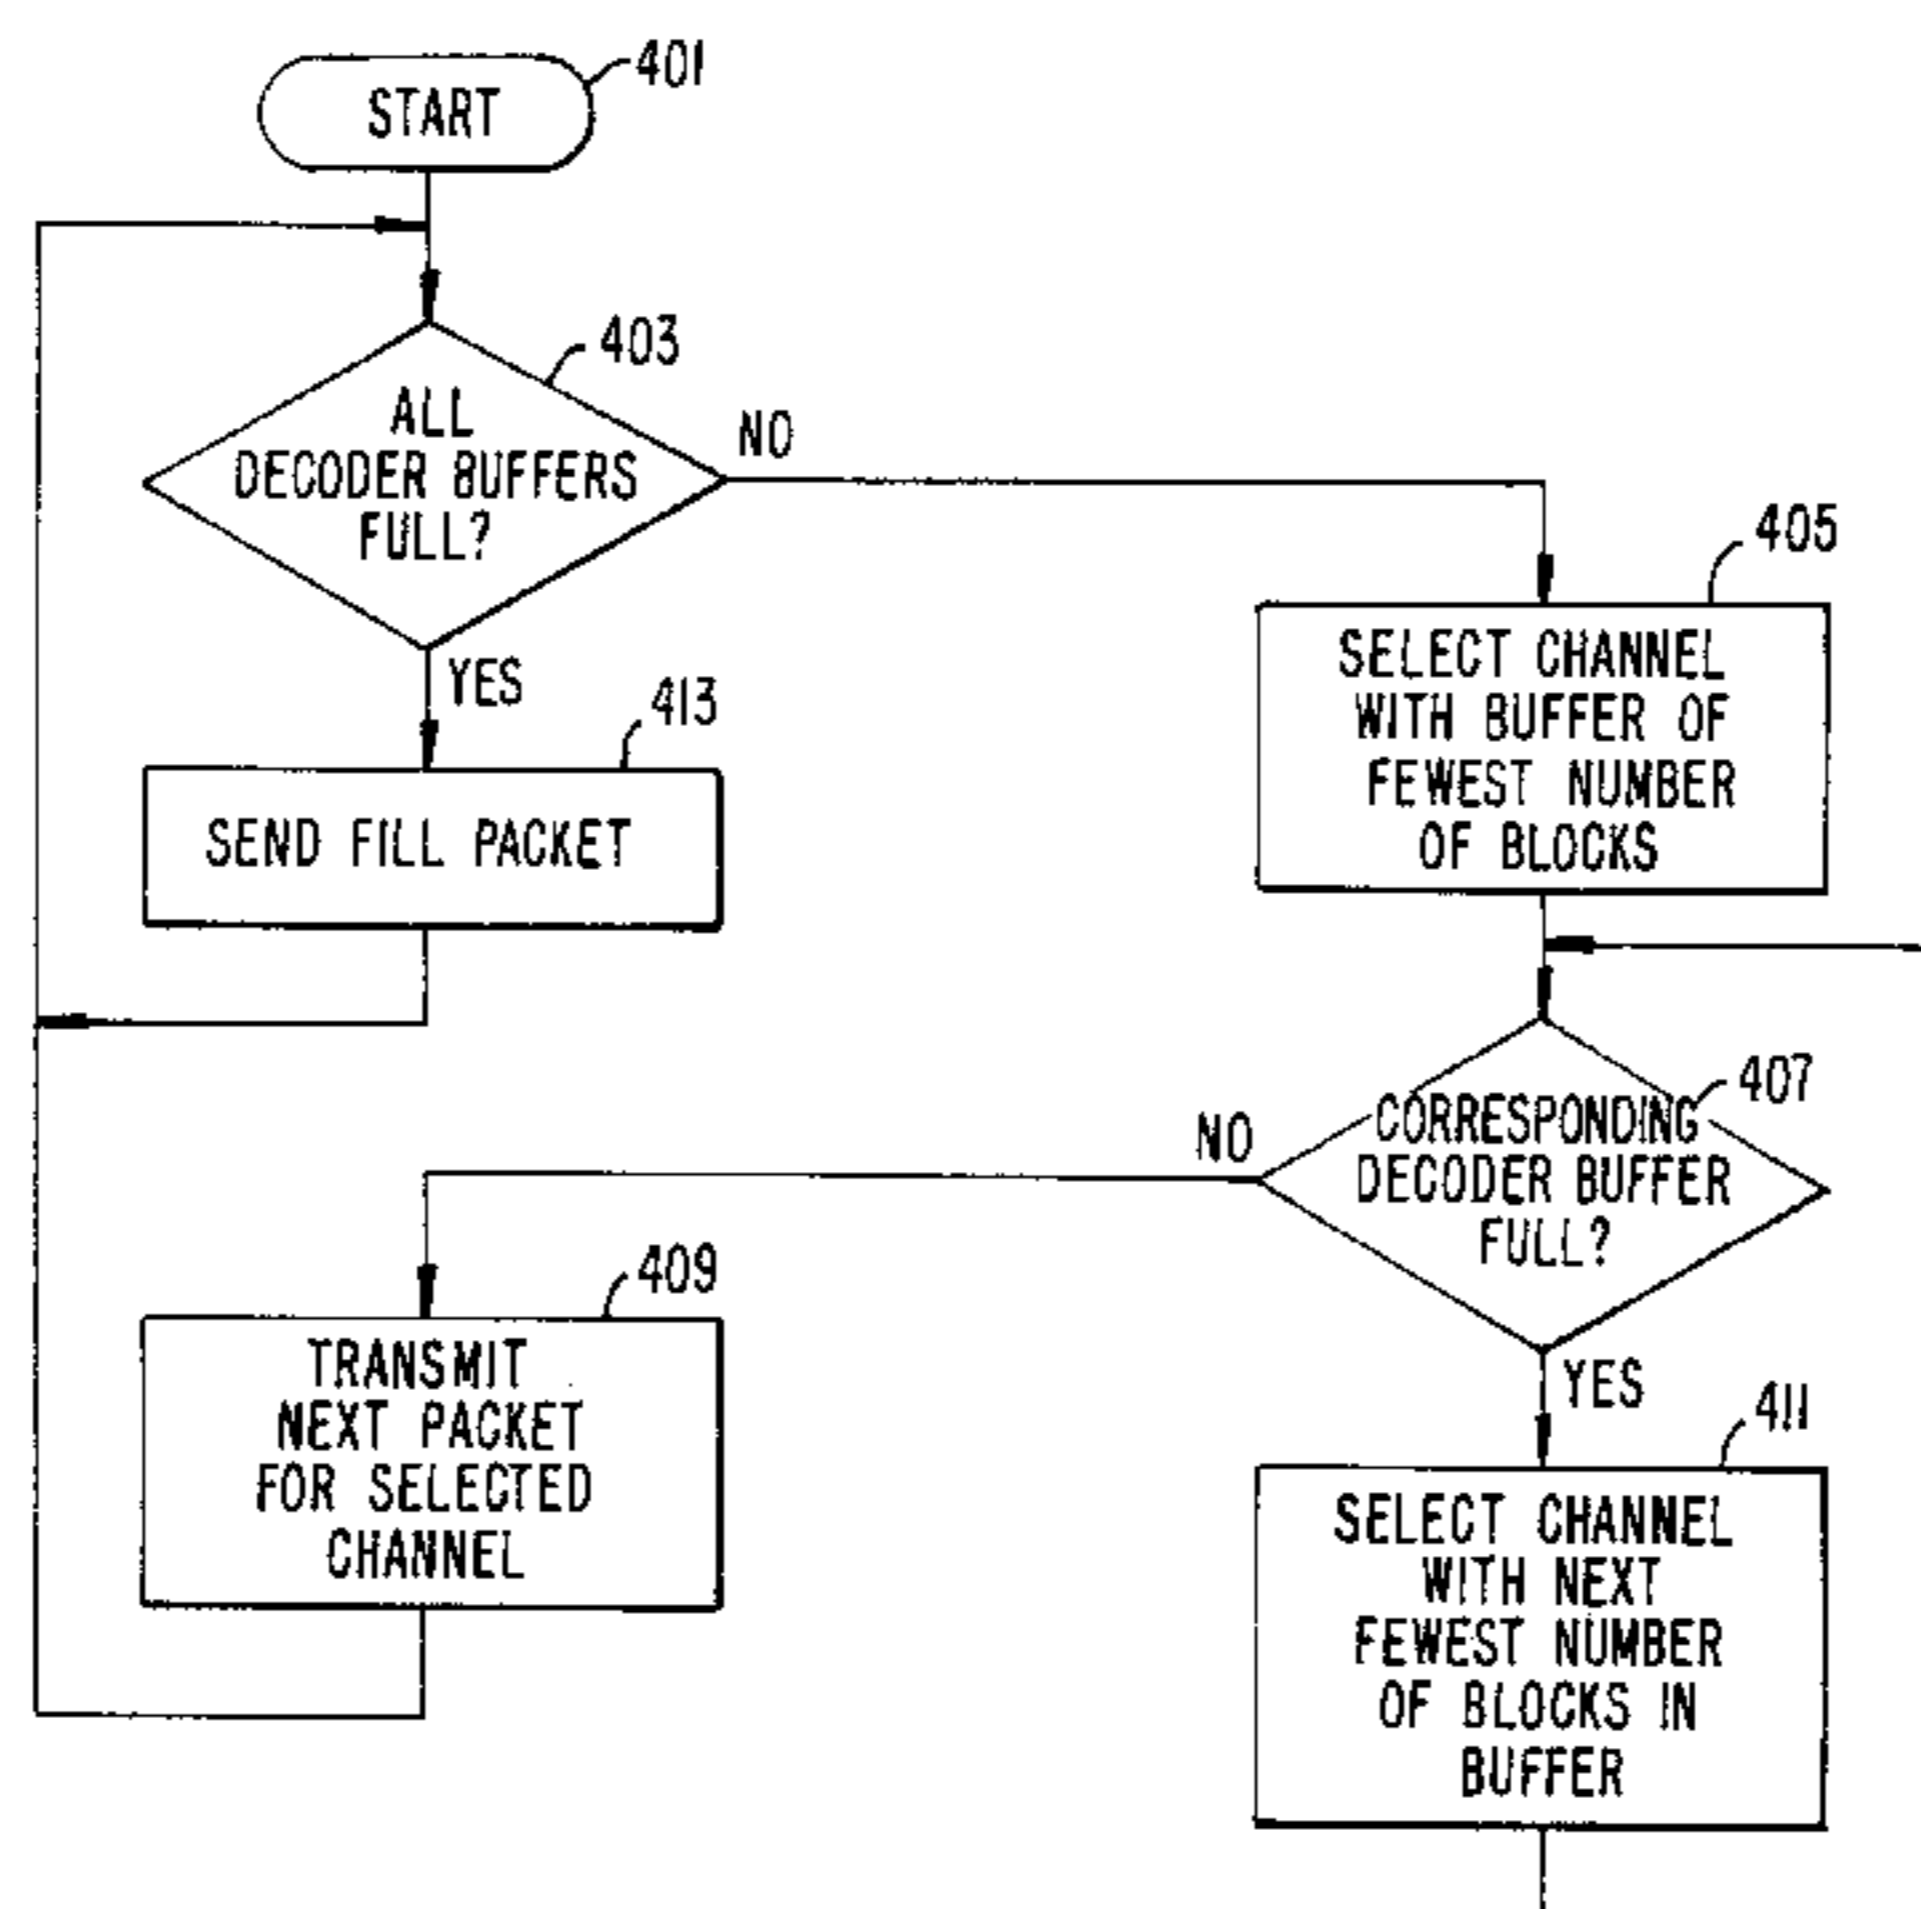 401
START
403
ALL
DECODER BUFFERS
FULL?
NO
YES
405
SELECT CHANNEL
WITH BUFFER OF
FEWEST NUMBER
OF BLOCKS
413
SEND FILL PACKET
407
CORRESPONDING
DECODER BUFFER
FULL?
NO
YES
409
TRANSMIT
NEXT PACKET
FOR SELECTED
CHANNEL
411
SELECT CHANNEL
WITH NEXT
FEWEST NUMBER
OF BLOCKS IN
BUFFER